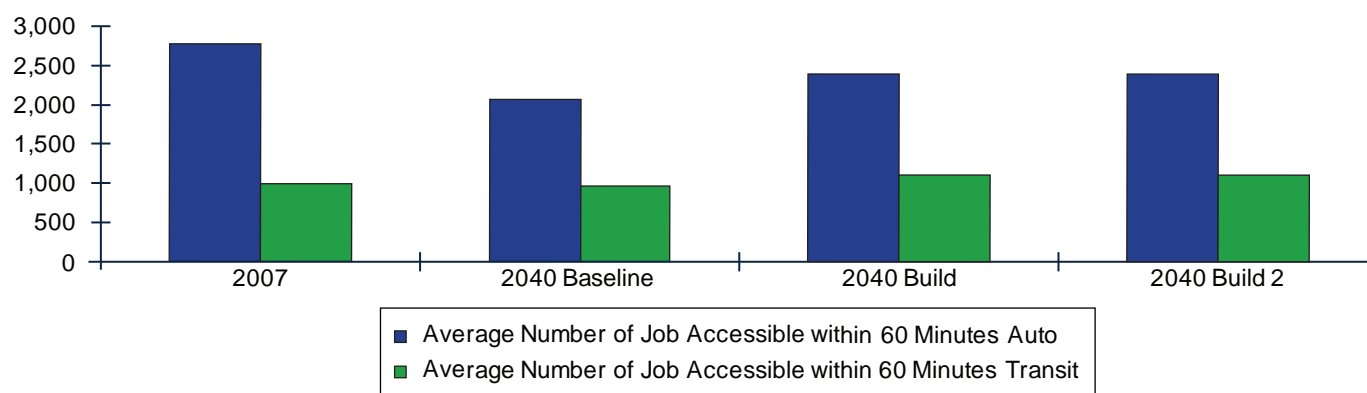 3,000
2,500
2,000
1,500
1,000
500
0
2007 2040 Baseline 2040 Build 2040 Build 2
Average Number of Job Accessible within 60 Minutes Auto
Average Number of Job Accessible within 60 Minutes Transit